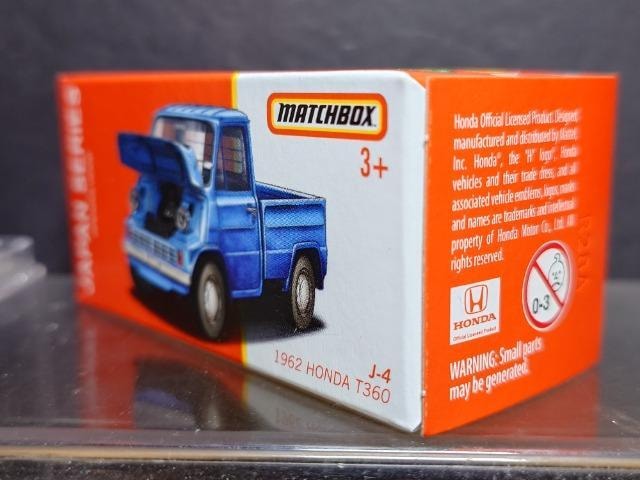 JAPAN SERIES
MATCHBOX
3+
J-4
1962 HONDA T360
Honda Official Licensed Product. Designed,
manufactured and distributed by Mattel,
Inc. Honda®, the "H" logo®, Honda
vehicles and their trade dress, and all
associated vehicle emblems, logos, marks
and names are trademarks and intellectual
property of Honda Motor Co., Ltd. All
rights reserved.
HONDA
Official Licensed Product
0-3
WARNING: Small parts
may be generated.